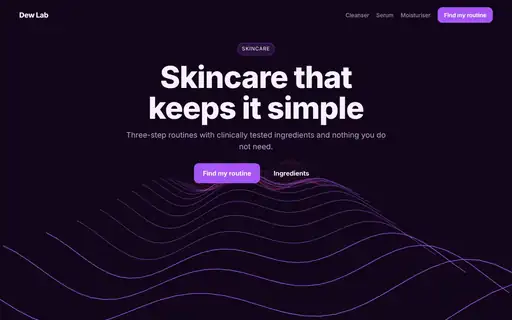 Dew Lab
Cleanser Serum Moisturiser Find my routine
SKINCARE
Skincare that
keeps it simple
Three-step routines with clinically tested ingredients and nothing you do
not need.
Find my routine Ingredients